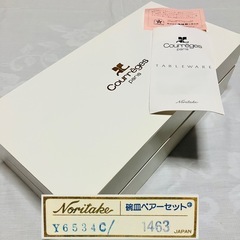 Courrèges
paris
TABLEWARE
Noritake
Courrèges
paris
Noritake 碗皿ペアーセット
Y6534C/ 1463 JAPAN